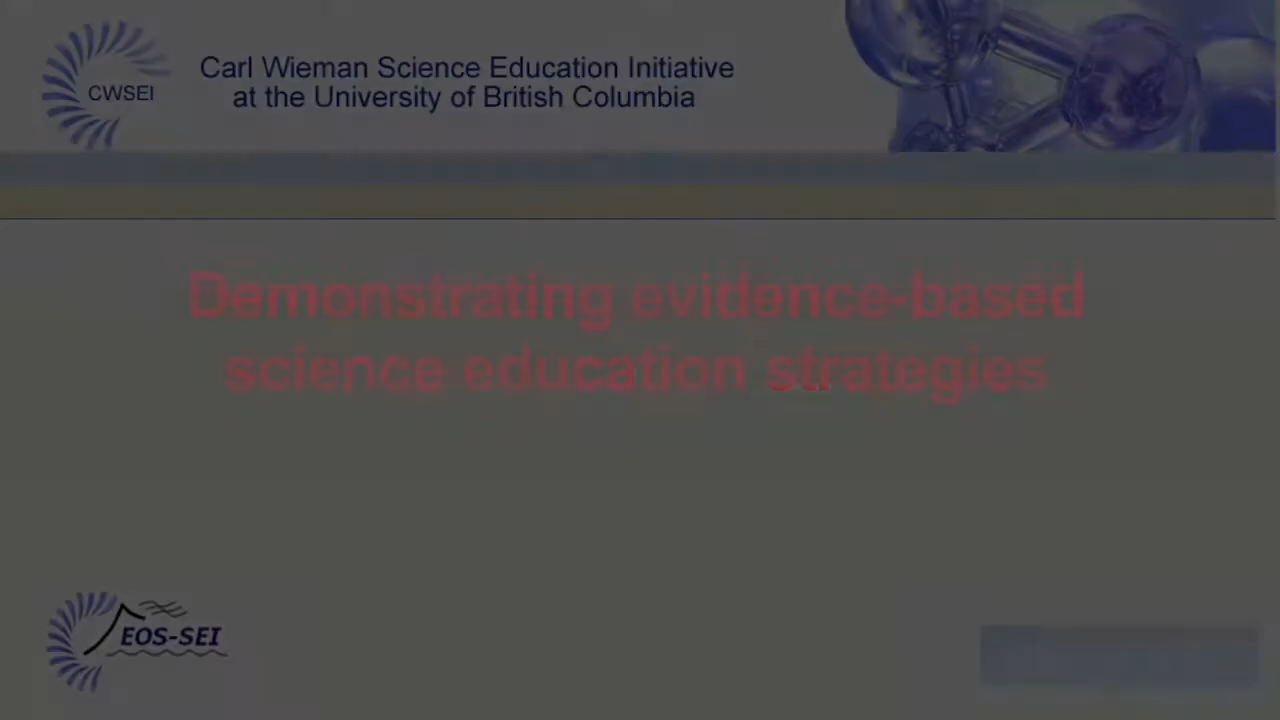 CWSEI
Carl Wieman Science Education Initiative
at the University of British Columbia
Demonstrating evidence-based
science education strategies
EOS-SEI